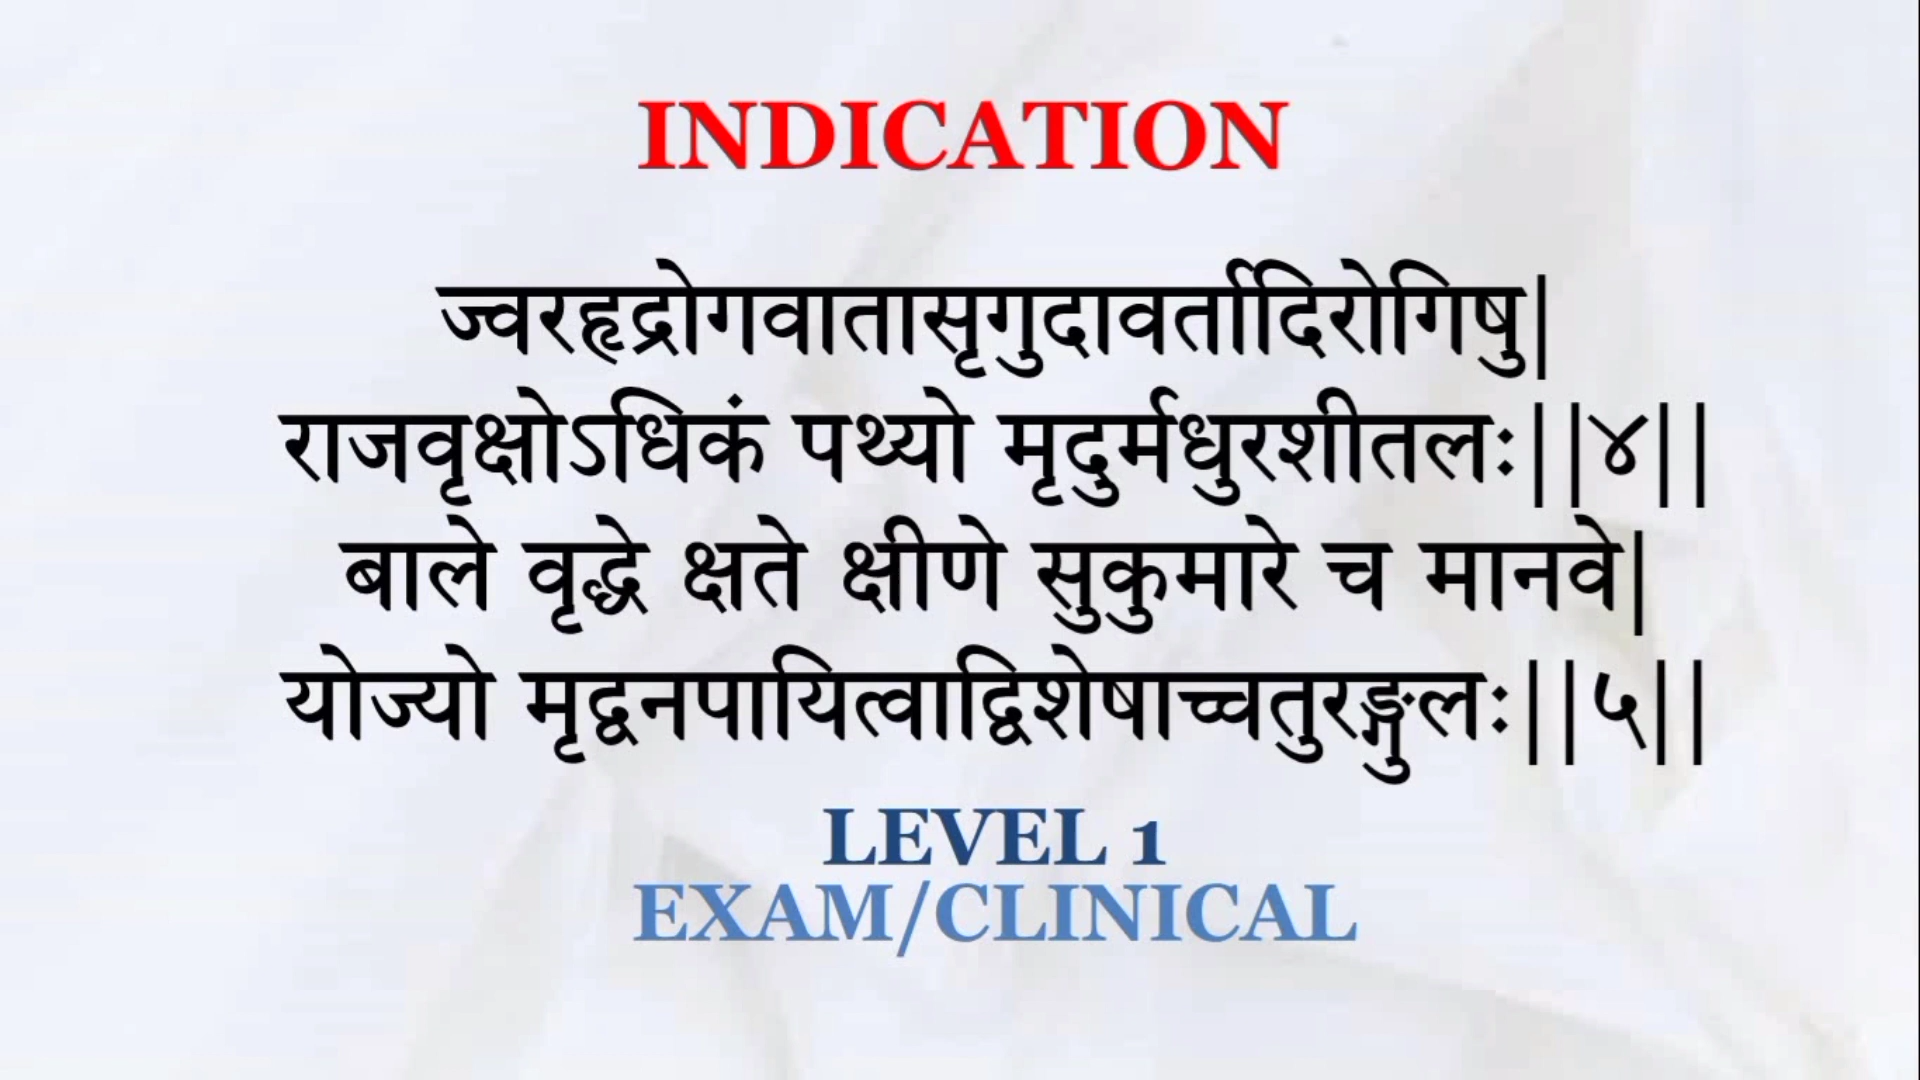 INDICATION
ज्वरहृद्रोगवातासृगुदावर्तादिरोगिषु|
राजवृक्षोऽधिकं पथ्यो मृदुर्मधुरशीतलः||४||
बाले वृद्धे क्षते क्षीणे सुकुमारे च मानवे|
योज्यो मृद्वनपायित्वाद्विशेषाच्चतुरङ्गुलः||५||
LEVEL 1
EXAM/CLINICAL